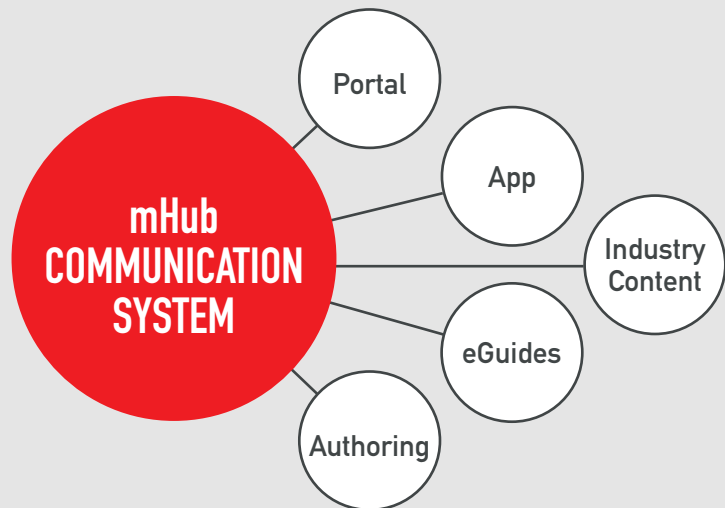 mHub
COMMUNICATION
SYSTEM
Portal
App
Industry
Content
eGuides
Authoring